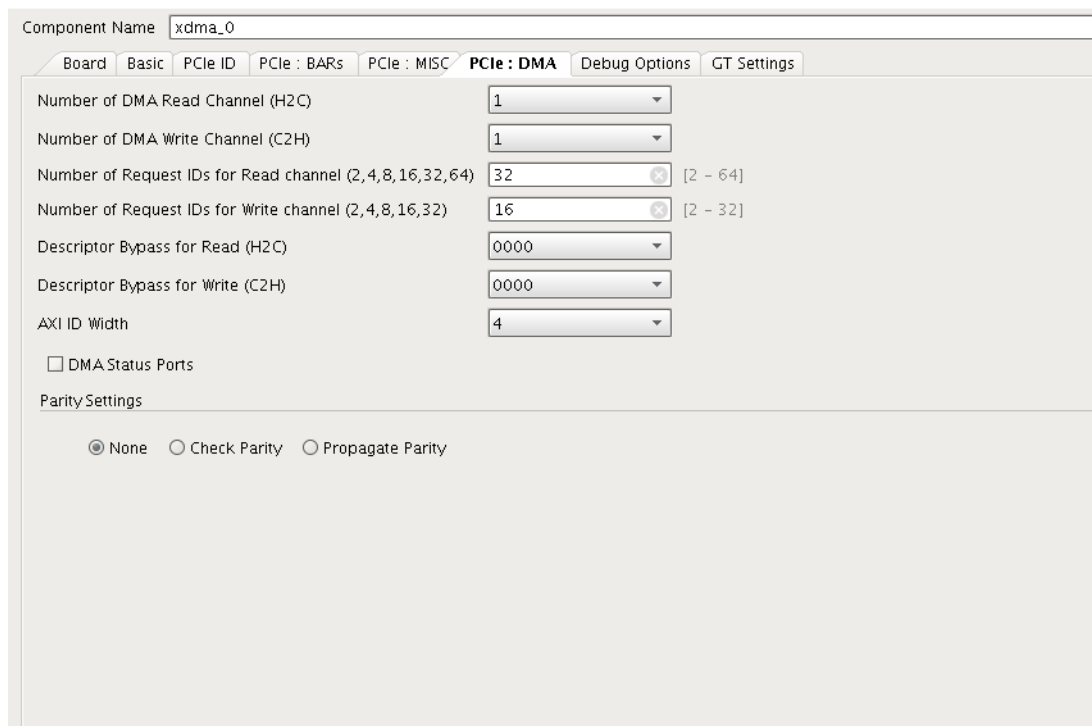 Component Name xdma_0
Board Basic PCIe ID PCIe : BARs PCIe : MISC PCIe : DMA Debug Options GT Settings
Number of DMA Read Channel (H2C) 1
Number of DMA Write Channel (C2H) 1
Number of Request IDs for Read channel (2,4,8,16,32,64) 32 [2 - 64]
Number of Request IDs for Write channel (2,4,8,16,32) 16 [2 - 32]
Descriptor Bypass for Read (H2C) 0000
Descriptor Bypass for Write (C2H) 0000
AXI ID Width 4
DMA Status Ports
Parity Settings
None Check Parity Propagate Parity